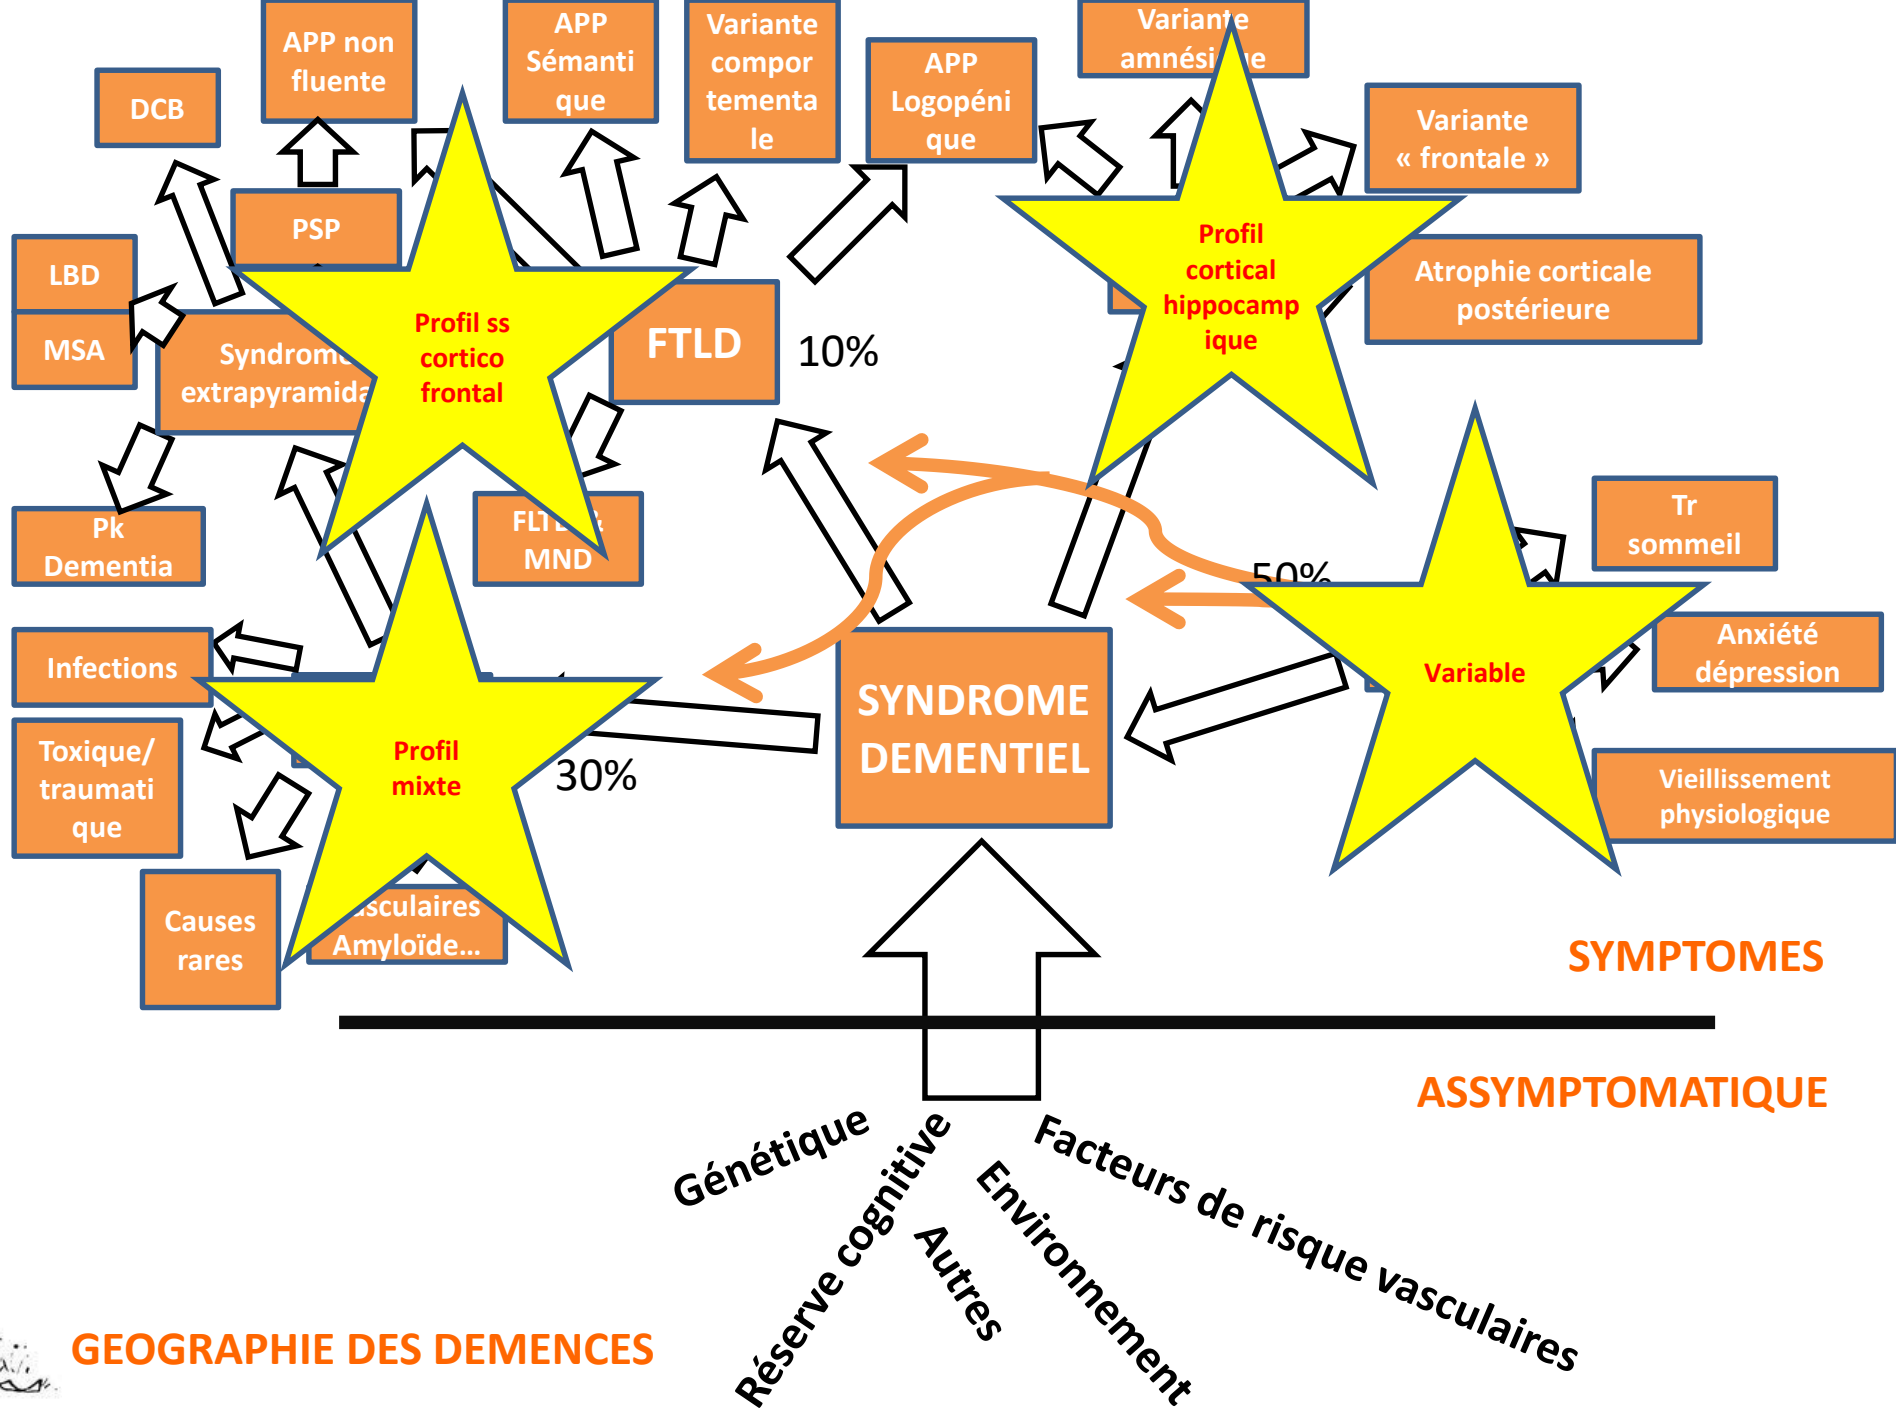 DCB
APP non
fluente
APP
Sémanti
que
Variante
compor
tementa
le
APP
Logopéni
que
Variante
amnésique
Variante
« frontale »
PSP
LBD
MSA
Syndrome
extrapyramida
Profil ss
cortico
frontal
FTLD
10%
Profil
cortical
hippocamp
ique
Atrophie corticale
postérieure
Pk
Dementia
&
MND
50%
Tr
sommeil
Infections
Toxique/
traumati
que
Profil
mixte
30%
SYNDROME
DEMENTIEL
Variable
Anxiété
dépression
Vieillissement
physiologique
Causes
rares
Amyloïde...
SYMPTOMES
ASSYMPTOMATIQUE
Génétique
Réserve cognitive
Autres
Environnement
Facteurs de risque vasculaires
GEOGRAPHIE DES DEMENCES